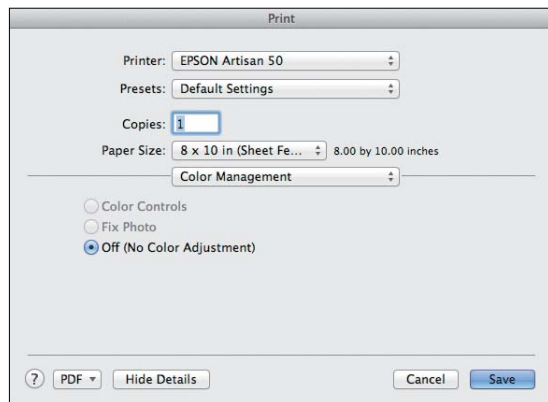 Print
Printer: EPSON Artisan 50
Presets: Default Settings
Copies: 1
Paper Size: 8 x 10 in (Sheet Fe... 8.00 by 10.00 inches
Color Management
Color Controls
Fix Photo
Off (No Color Adjustment)
? PDF Hide Details Cancel Save